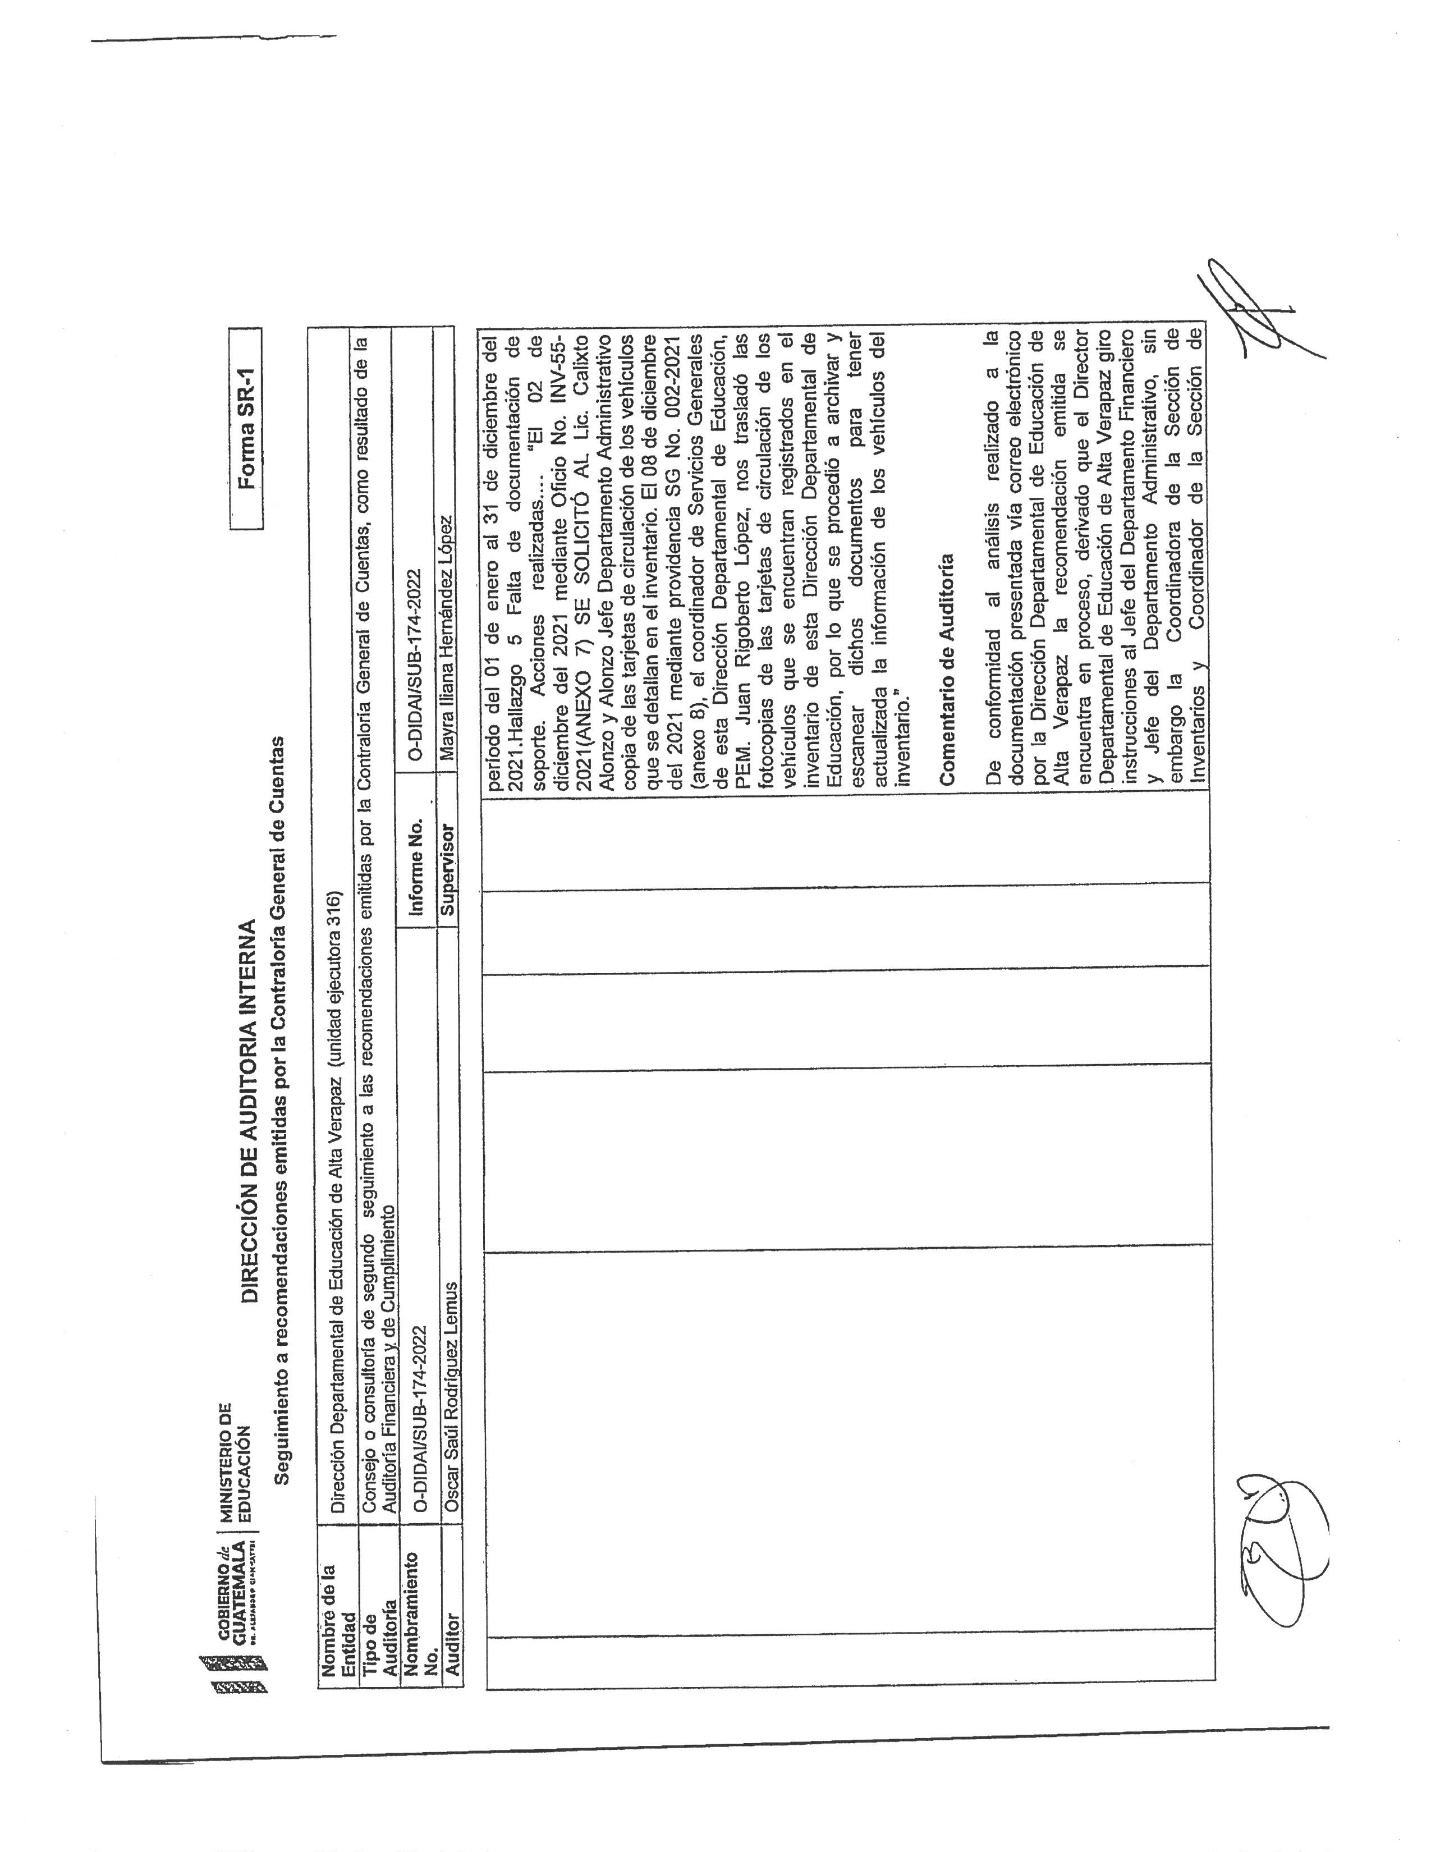 GOBIERNO de
GUATEMALA
MINISTERIO DE
EDUCACIÓN
DIRECCIÓN DE AUDITORIA INTERNA
Forma SR-1
Seguimiento a recomendaciones emitidas por la Contraloría General de Cuentas
Nombre de la Entidad
Dirección Departamental de Educación de Alta Verapaz (unidad ejecutora 316)
Tipo de Auditoría
Consejo o consultoría de segundo seguimiento a las recomendaciones emitidas por la Contraloría General de Cuentas, como resultado de la
Auditoría Financiera y de Cumplimiento
Nombramiento No.
O-DIDAI/SUB-174-2022
Informe No.
O-DIDAI/SUB-174-2022
Auditor
Oscar Saúl Rodríguez Lemus
Supervisor
Mayra Iliana Hernández López
período del 01 de enero al 31 de diciembre del
2021.Hallazgo 5 Falta de documentación de
soporte. Acciones realizadas.... "El 02 de
diciembre del 2021 mediante Oficio No. INV-55-
2021(ANEXO 7) SE SOLICITÓ AL Lic. Calixto
Alonzo y Alonzo Jefe Departamento Administrativo
copia de las tarjetas de circulación de los vehículos
que se detallan en el inventario. El 08 de diciembre
del 2021 mediante providencia SG No. 002-2021
(anexo 8), el coordinador de Servicios Generales
de esta Dirección Departamental de Educación,
PEM. Juan Rigoberto López, nos trasladó las
fotocopias de las tarjetas de circulación de los
vehículos que se encuentran registrados en el
inventario de esta Dirección Departamental de
Educación, por lo que se procedió a archivar y
escanear dichos documentos para tener
actualizada la información de los vehículos del
inventario."
Comentario de Auditoría
De conformidad al análisis realizado a la
documentación presentada vía correo electrónico
por la Dirección Departamental de Educación de
Alta Verapaz la recomendación emitida se
encuentra en proceso, derivado que el Director
Departamental de Educación de Alta Verapaz giro
instrucciones al Jefe del Departamento Financiero
y Jefe del Departamento Administrativo, sin
embargo la Coordinadora de la Sección de
Inventarios y Coordinador de la Sección de